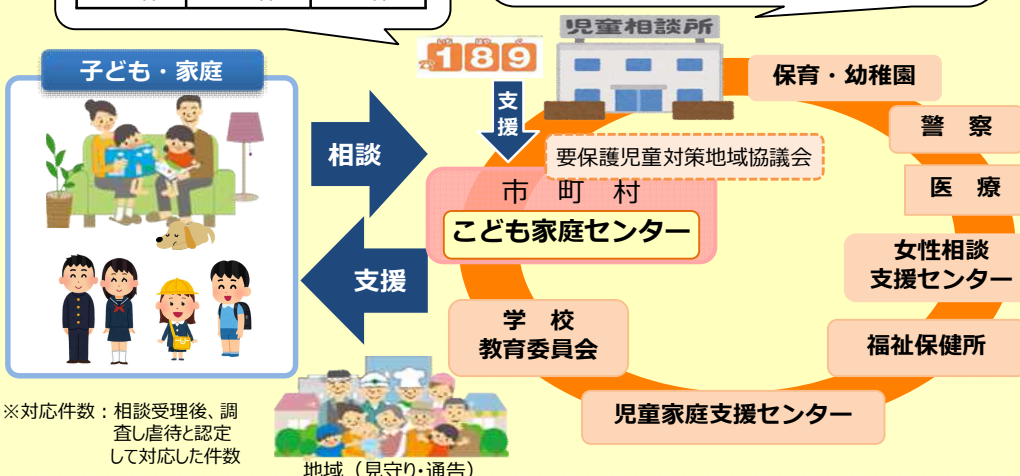 児童相談所
189
子ども・家庭
保育・幼稚園
支
援
警 察
相談
要保護児童対策地域協議会
医 療
市 町 村
こども家庭センター
女性相談
支援センター
支援
学 校
教育委員会
福祉保健所
児童家庭支援センター
※対応件数：相談受理後、調
査し虐待と認定
して対応した件数
地域（見守り・通告）